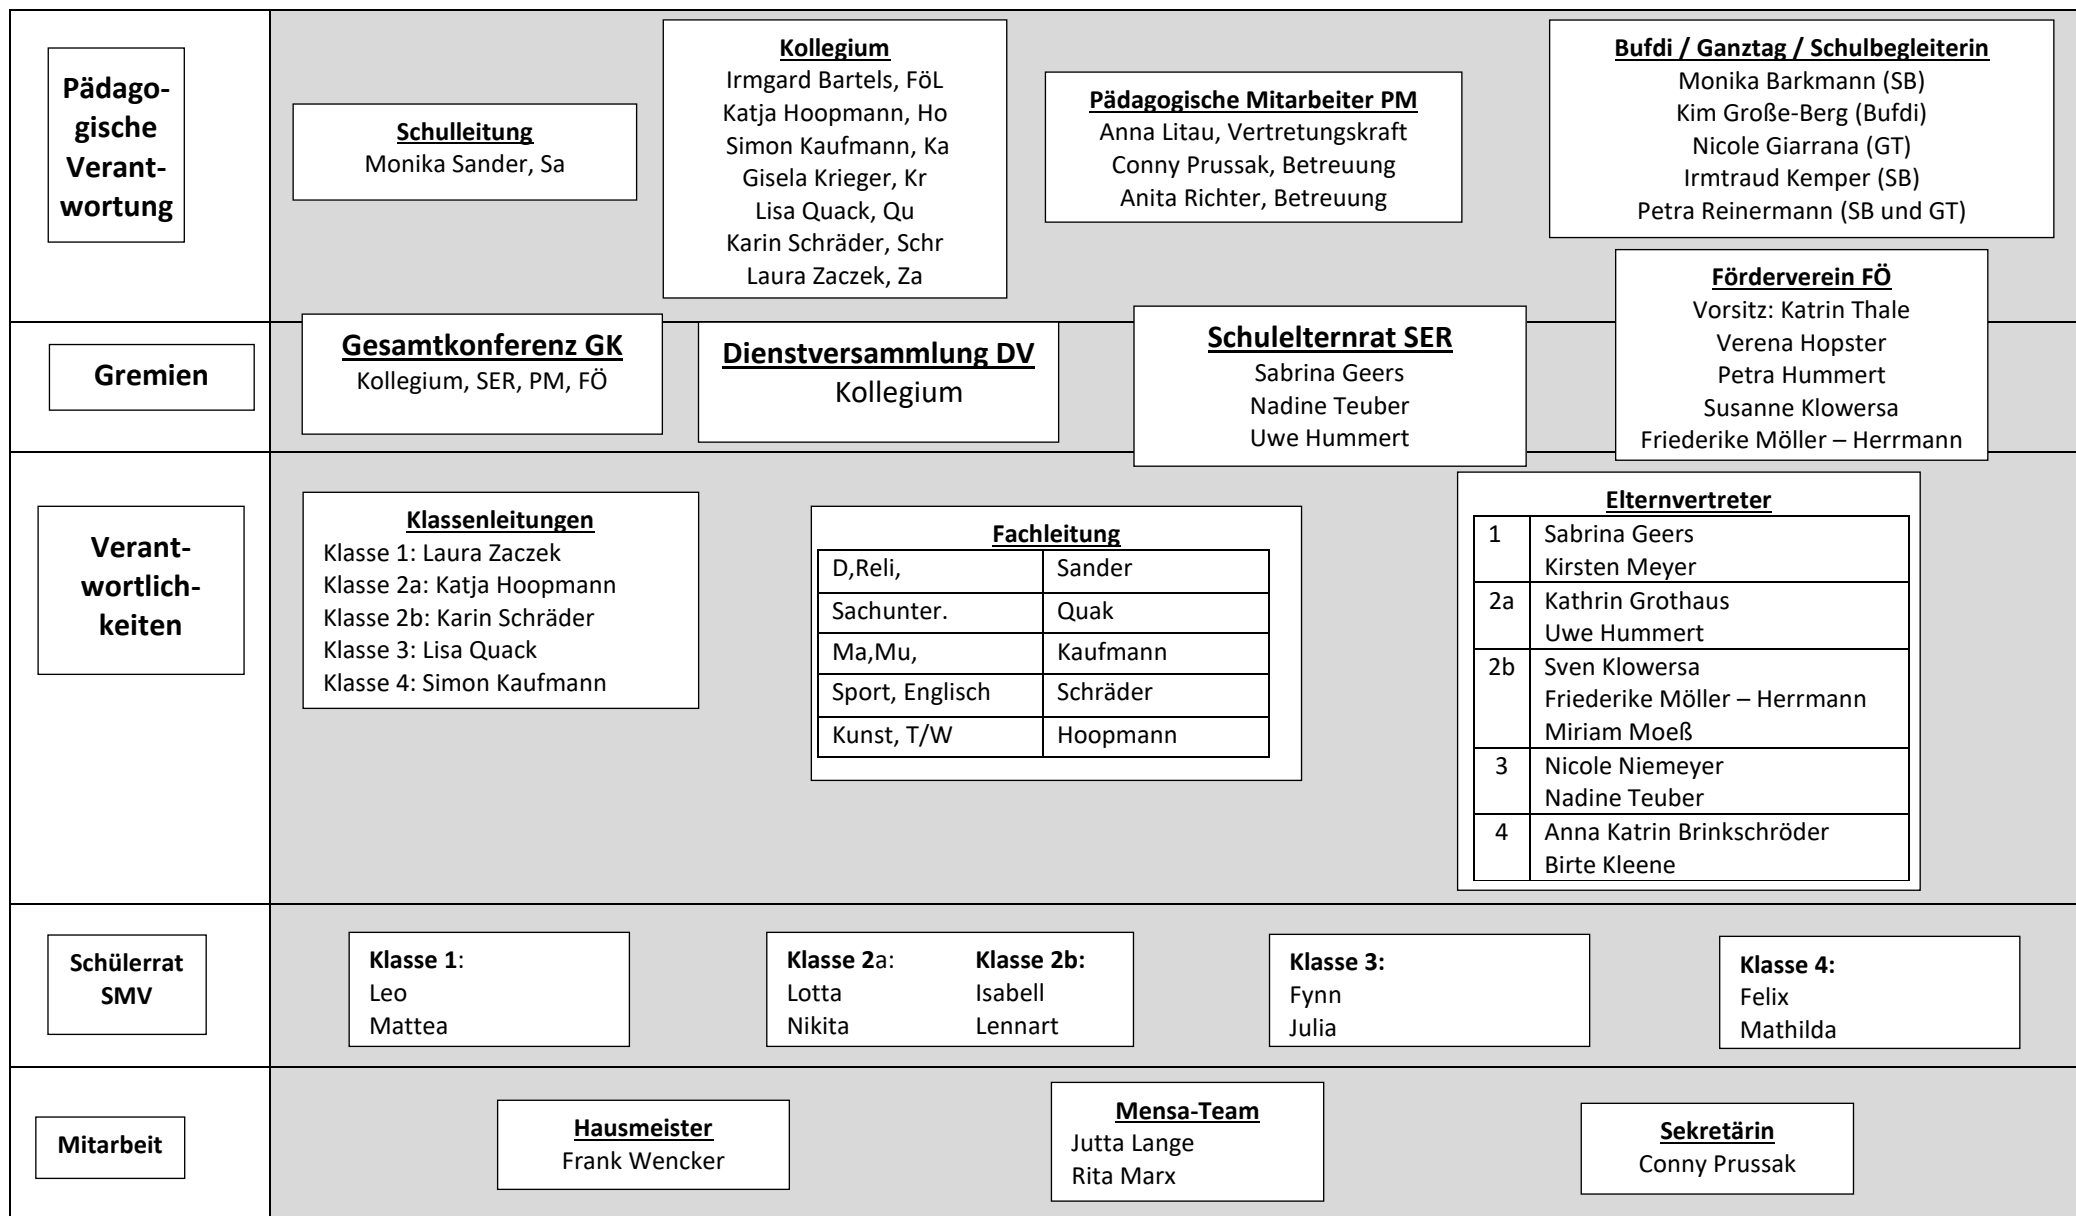 Pädago-
gische
Verant-
wortung
Schulleitung
Monika Sander, Sa
Kollegium
Irmgard Bartels, FöL
Katja Hoopmann, Ho
Simon Kaufmann, Ka
Gisela Krieger, Kr
Lisa Quack, Qu
Karin Schräder, Schr
Laura Zaczek, Za
Pädagogische Mitarbeiter PM
Anna Litau, Vertretungskraft
Conny Prussak, Betreuung
Anita Richter, Betreuung
Bufdi / Ganztag / Schulbegleiterin
Monika Barkmann (SB)
Kim Große-Berg (Bufdi)
Nicole Giarrana (GT)
Irmtraud Kemper (SB)
Petra Reinermann (SB und GT)
Gremien
Gesamtkonferenz GK
Kollegium, SER, PM, FÖ
Dienstversammlung DV
Kollegium
Schulelternrat SER
Sabrina Geers
Nadine Teuber
Uwe Hummert
Förderverein FÖ
Vorsitz: Katrin Thale
Verena Hopster
Petra Hummert
Susanne Klowersa
Friederike Möller – Herrmann
Verant-
wortlich-
keiten
Klassenleitungen
Klasse 1: Laura Zaczek
Klasse 2a: Katja Hoopmann
Klasse 2b: Karin Schräder
Klasse 3: Lisa Quack
Klasse 4: Simon Kaufmann
Fachleitung
D,Reli, Sander
Sachunter. Quak
Ma,Mu, Kaufmann
Sport, Englisch Schräder
Kunst, T/W Hoopmann
Elternvertreter
1 Sabrina Geers
Kirsten Meyer
2a Kathrin Grothaus
Uwe Hummert
2b Sven Klowersa
Friederike Möller – Herrmann
Miriam Moeß
3 Nicole Niemeyer
Nadine Teuber
4 Anna Katrin Brinkschröder
Birte Kleene
Schülerrat
SMV
Klasse 1:
Leo
Mattea
Klasse 2a: Klasse 2b:
Lotta Isabell
Nikita Lennart
Klasse 3:
Fynn
Julia
Klasse 4:
Felix
Mathilda
Mitarbeit
Hausmeister
Frank Wencker
Mensa-Team
Jutta Lange
Rita Marx
Sekretärin
Conny Prussak